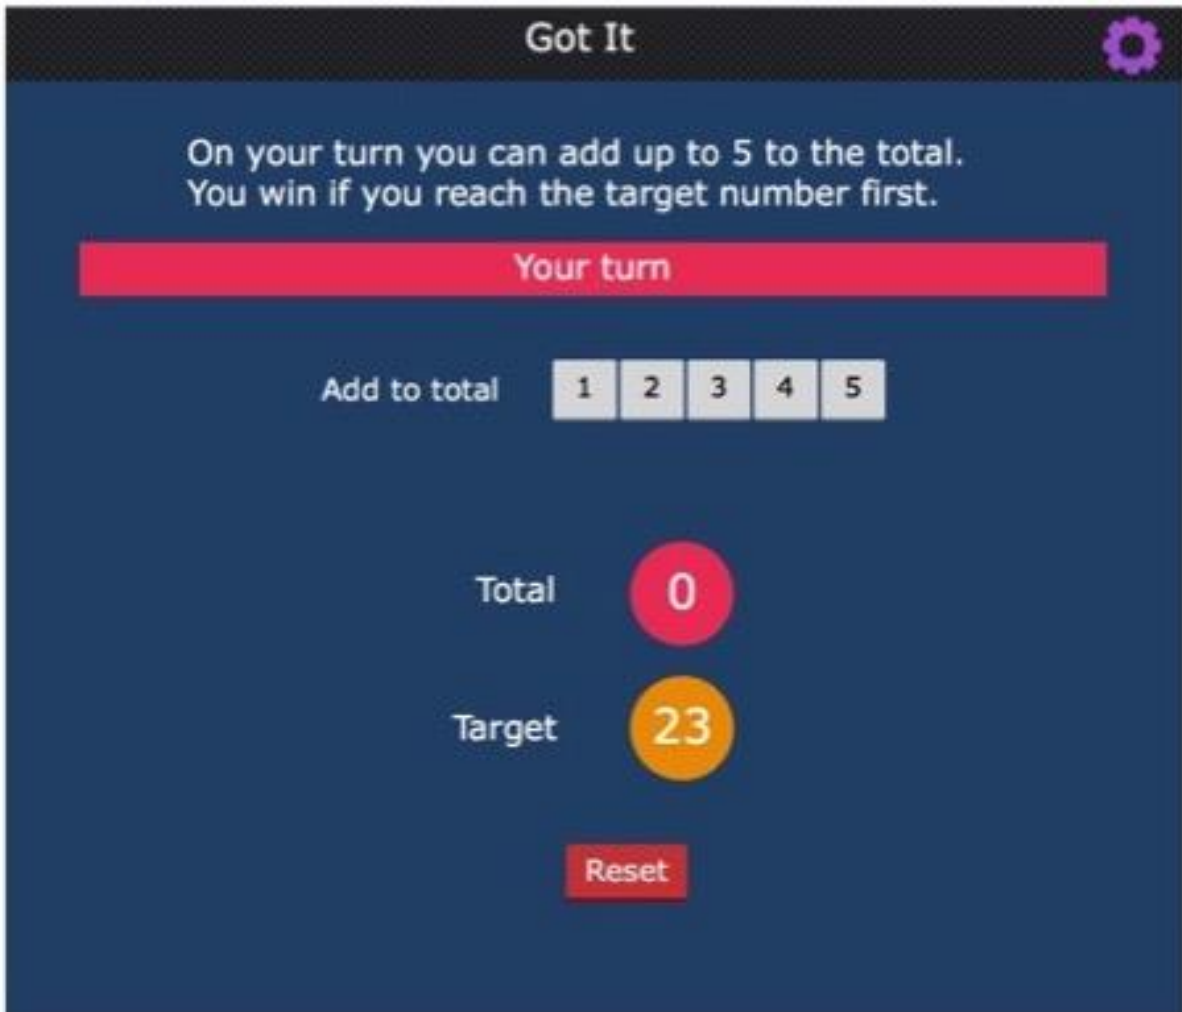 Got It
On your turn you can add up to 5 to the total.
You win if you reach the target number first.
Your turn
Add to total 1 2 3 4 5
Total 0
Target 23
Reset